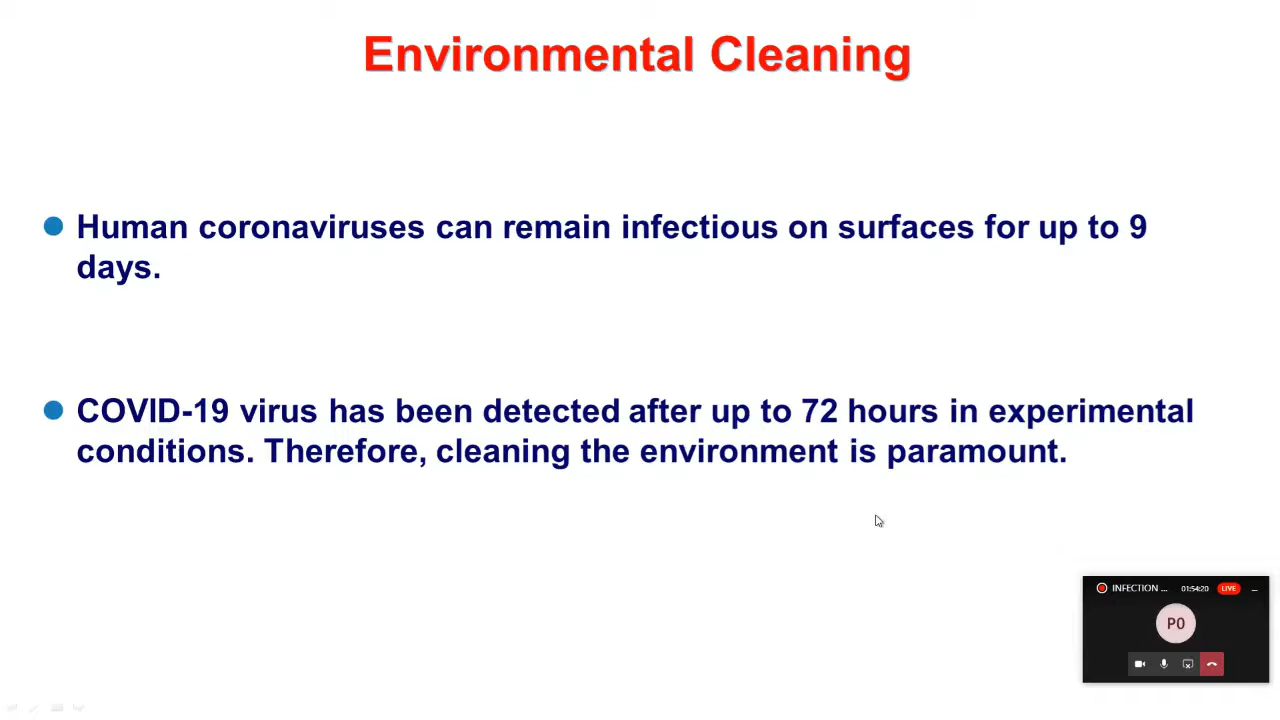 Environmental Cleaning
Human coronaviruses can remain infectious on surfaces for up to 9
days.
COVID-19 virus has been detected after up to 72 hours in experimental
conditions. Therefore, cleaning the environment is paramount.
INFECTION ... 01:54:20 LIVE
PO